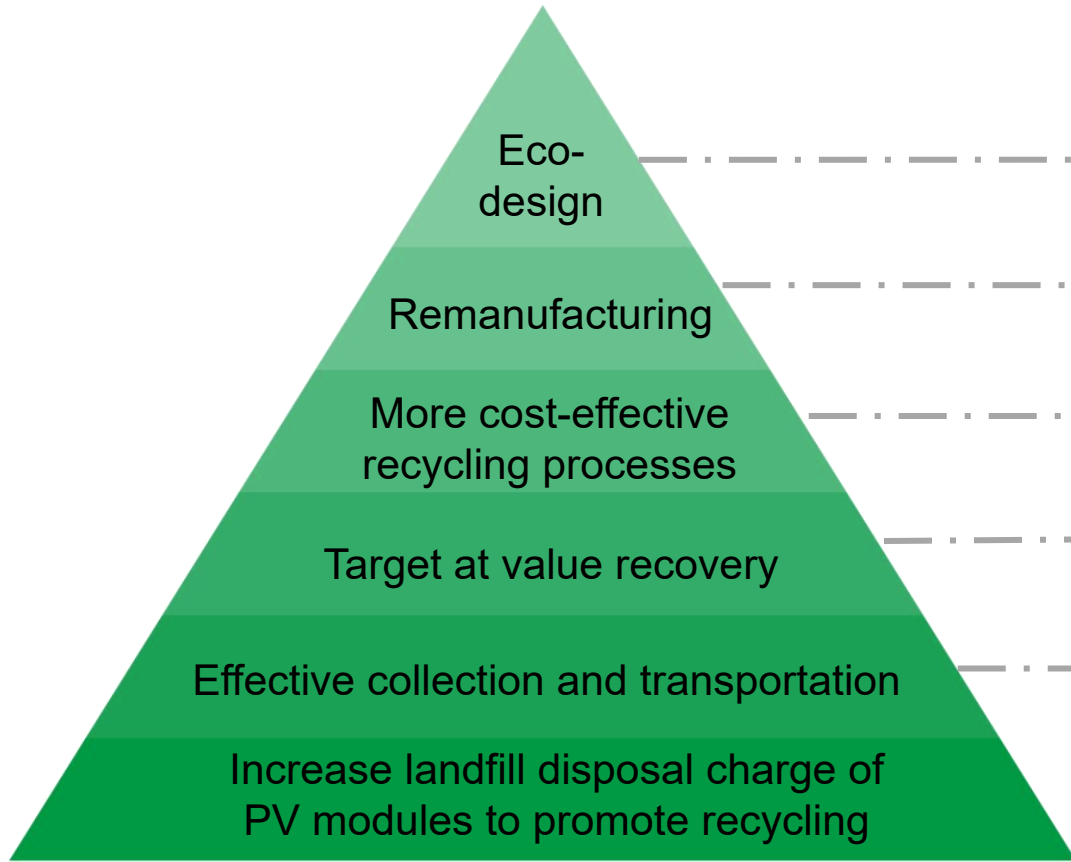 Eco-
design
Remanufacturing
More cost-effective
recycling processes
Target at value recovery
Effective collection and transportation
Increase landfill disposal charge of
PV modules to promote recycling